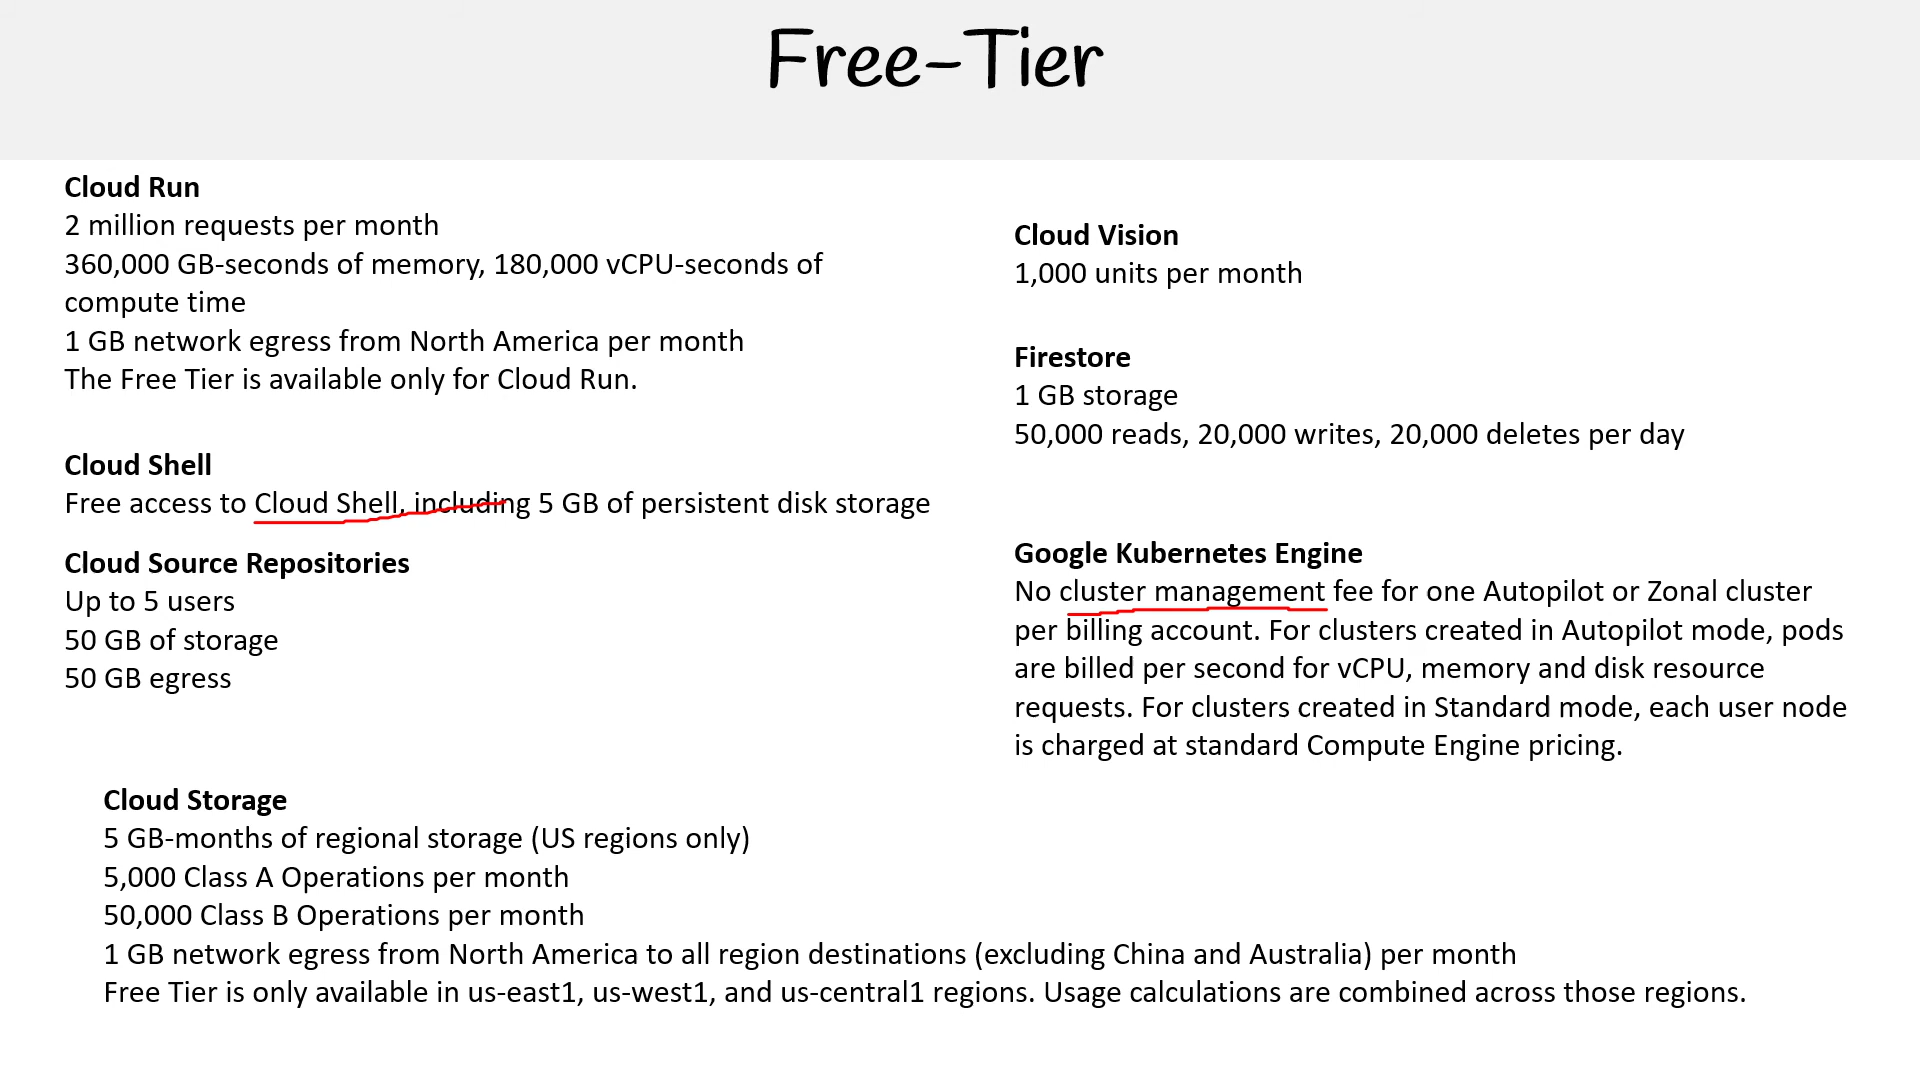 Free-Tier
Cloud Run
2 million requests per month
360,000 GB-seconds of memory, 180,000 vCPU-seconds of
compute time
1 GB network egress from North America per month
The Free Tier is available only for Cloud Run.
Cloud Shell
Free access to Cloud Shell, including 5 GB of persistent disk storage
Cloud Source Repositories
Up to 5 users
50 GB of storage
50 GB egress
Cloud Vision
1,000 units per month
Firestore
1 GB storage
50,000 reads, 20,000 writes, 20,000 deletes per day
Google Kubernetes Engine
No cluster management fee for one Autopilot or Zonal cluster
per billing account. For clusters created in Autopilot mode, pods
are billed per second for vCPU, memory and disk resource
requests. For clusters created in Standard mode, each user node
is charged at standard Compute Engine pricing.
Cloud Storage
5 GB-months of regional storage (US regions only)
5,000 Class A Operations per month
50,000 Class B Operations per month
1 GB network egress from North America to all region destinations (excluding China and Australia) per month
Free Tier is only available in us-east1, us-west1, and us-central1 regions. Usage calculations are combined across those regions.